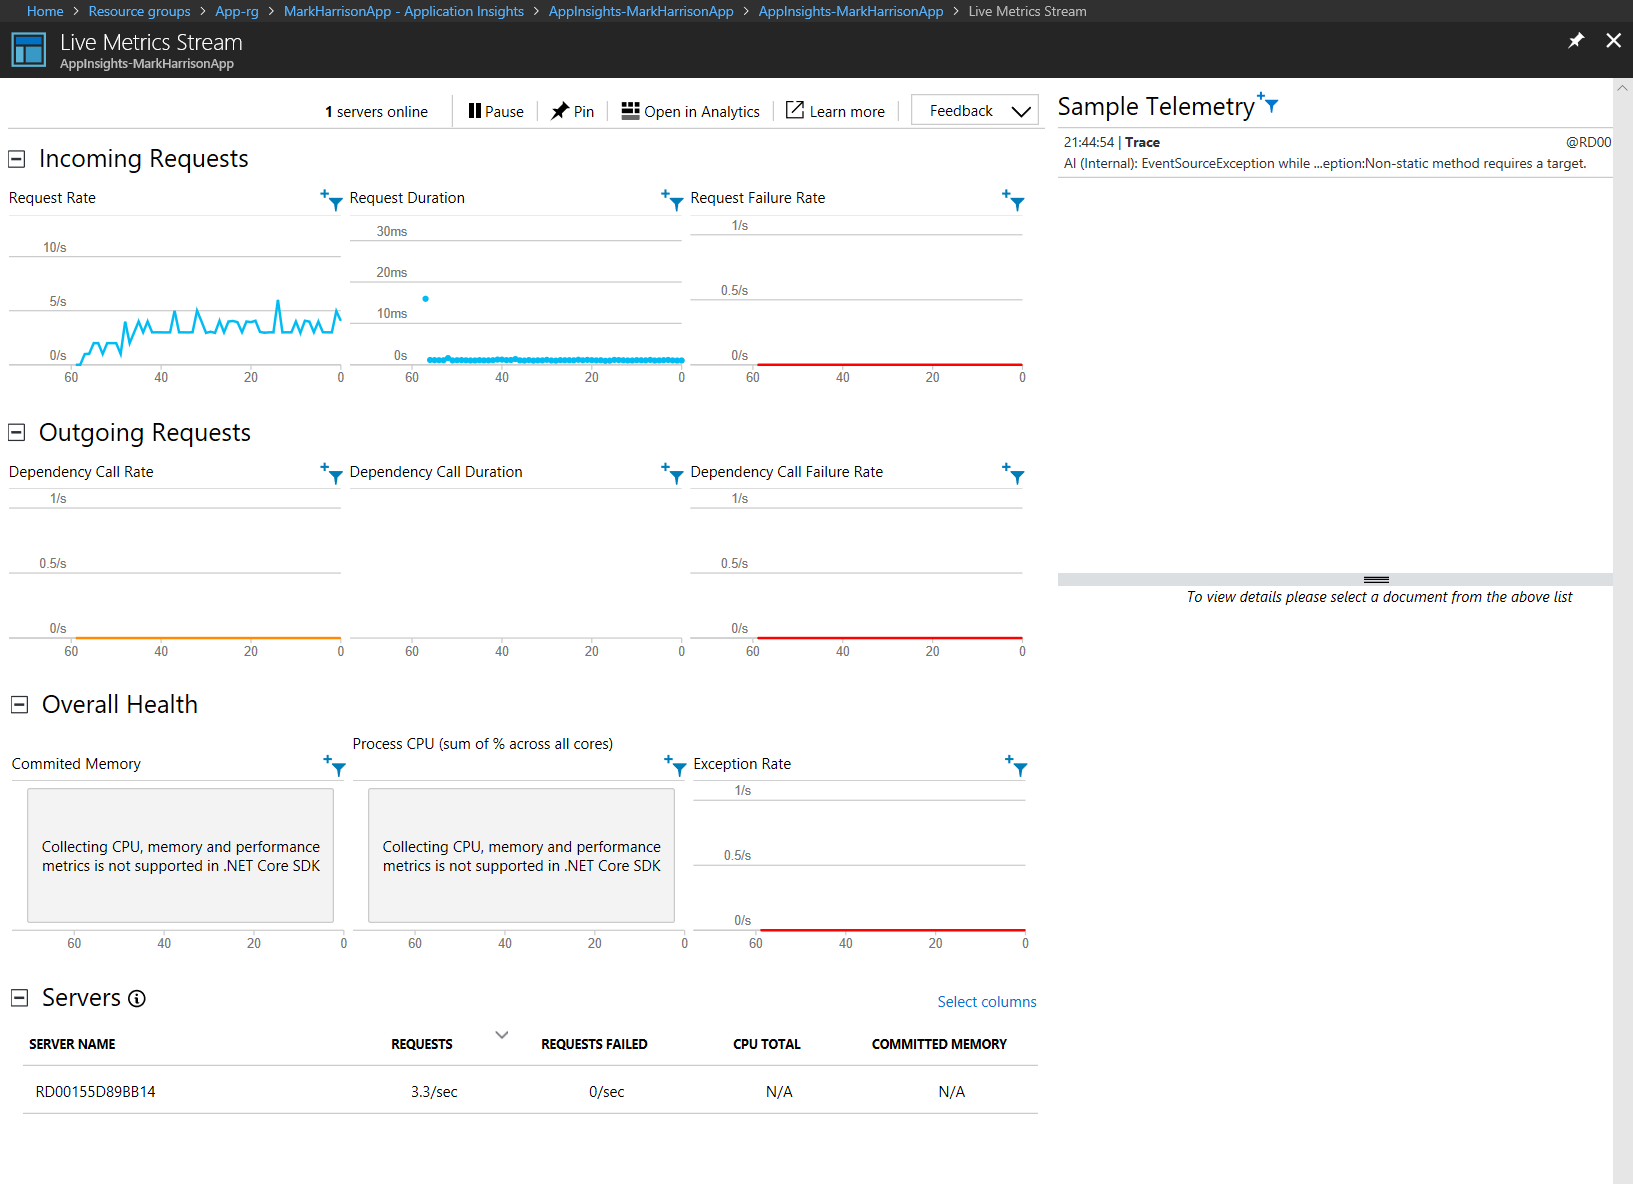 Home > Resource groups > App-rg > MarkHarrisonApp - Application Insights > AppInsights-MarkHarrisonApp > AppInsights-MarkHarrisonApp > Live Metrics Stream
Live Metrics Stream
AppInsights-MarkHarrisonApp
1 servers online
Pause
Pin
Open in Analytics
Learn more
Feedback
Incoming Requests
Request Rate
10/s
5/s
0/s
60 40 20 0
Request Duration
30ms
20ms
10ms
0s
60 40 20 0
Request Failure Rate
1/s
0.5/s
0/s
60 40 20 0
Outgoing Requests
Dependency Call Rate
1/s
0.5/s
0/s
60 40 20 0
Dependency Call Duration
60 40 20 0
Dependency Call Failure Rate
1/s
0.5/s
0/s
60 40 20 0
Overall Health
Commited Memory
Collecting CPU, memory and performance
metrics is not supported in .NET Core SDK
60 40 20 0
Process CPU (sum of % across all cores)
Collecting CPU, memory and performance
metrics is not supported in .NET Core SDK
60 40 20 0
Exception Rate
1/s
0.5/s
0/s
60 40 20 0
Servers
Select columns
SERVER NAME REQUESTS REQUESTS FAILED CPU TOTAL COMMITTED MEMORY
RD00155D89BB14 3.3/sec 0/sec N/A N/A
Sample Telemetry
21:44:54 | Trace @RD00
AI (Internal): EventSourceException while ...eption:Non-static method requires a target.
To view details please select a document from the above list